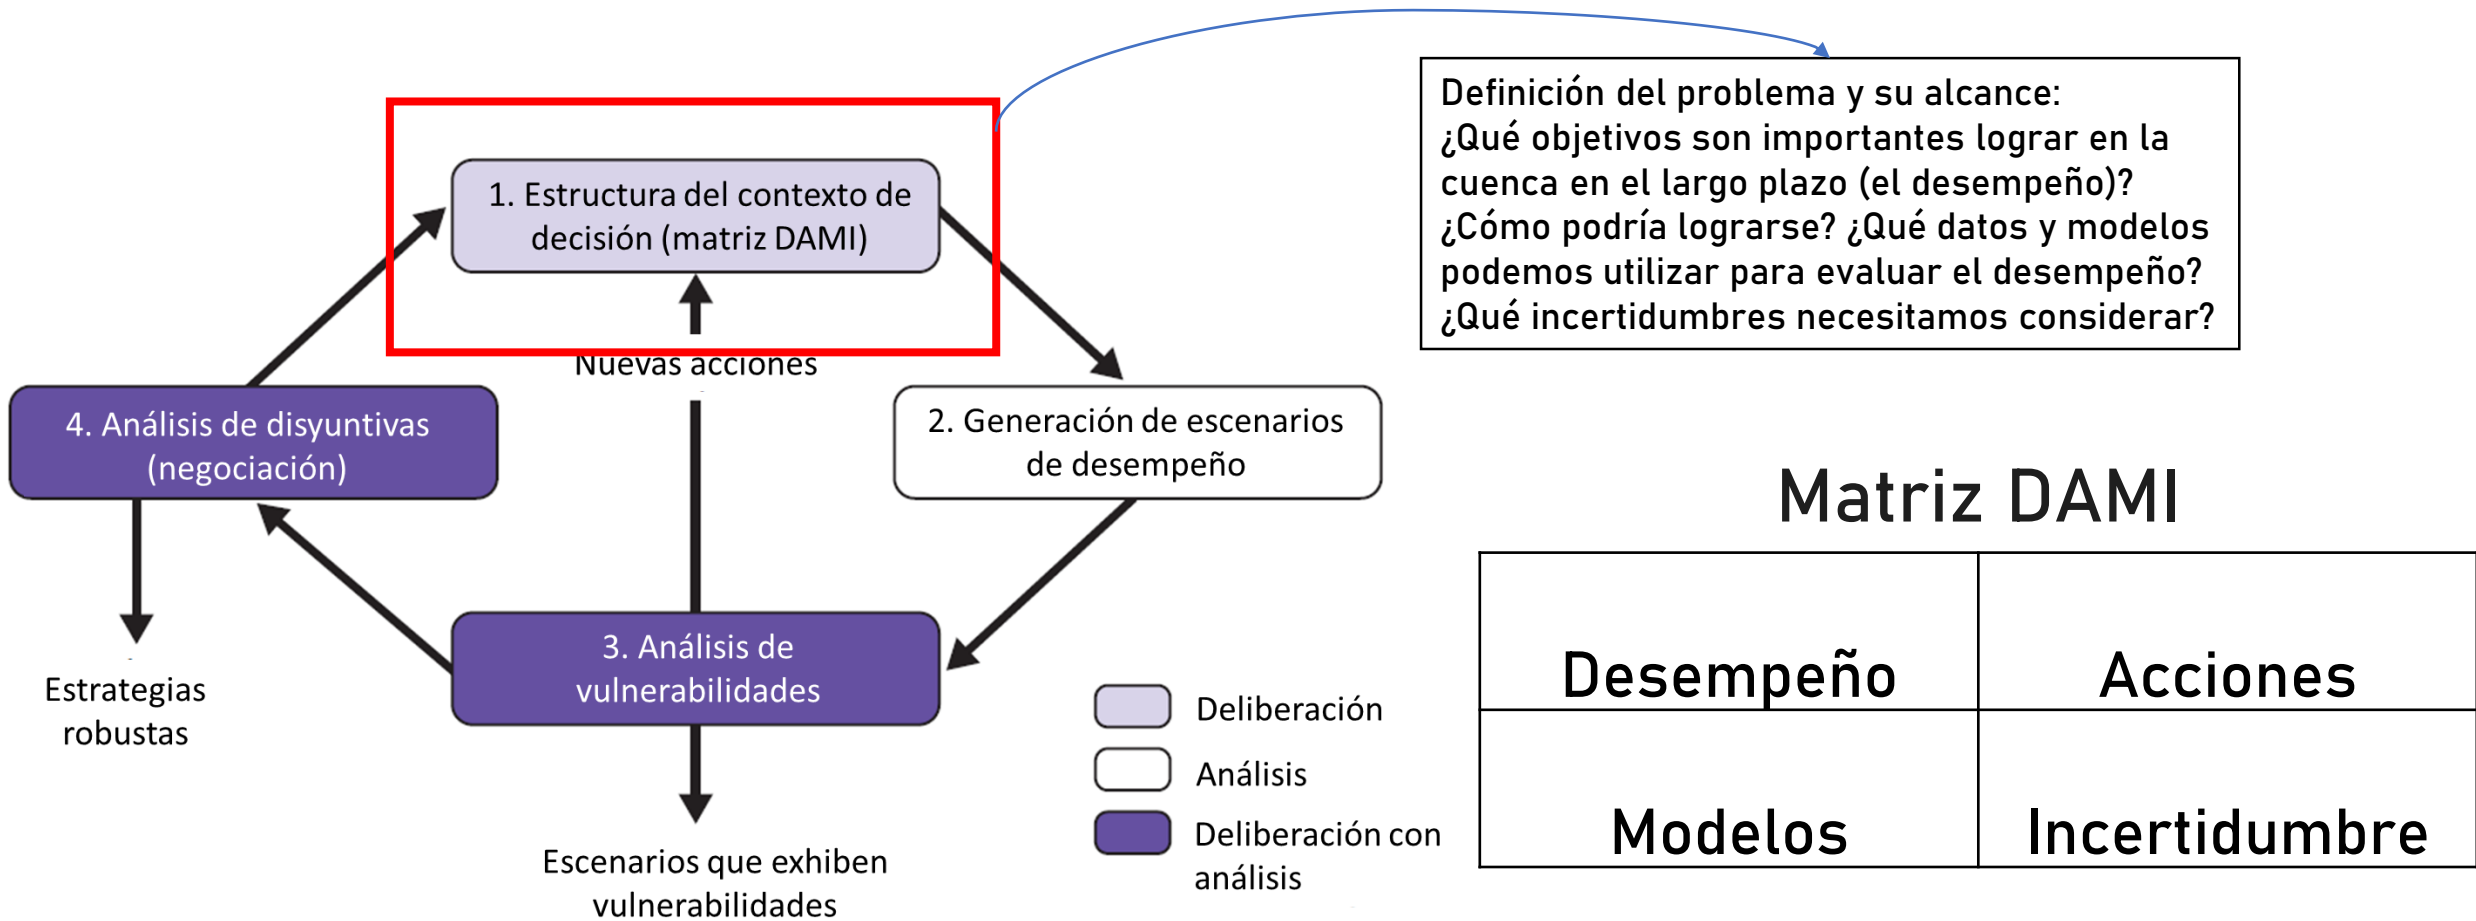 1. Estructura del contexto de
decisión (matriz DAMI)
Nuevas acciones
4. Análisis de disyuntivas
(negociación)
2. Generación de escenarios
de desempeño
3. Análisis de
vulnerabilidades
Estrategias
robustas
Escenarios que exhiben
vulnerabilidades
Deliberación
Análisis
Deliberación con
análisis
Definición del problema y su alcance:
¿Qué objetivos son importantes lograr en la
cuenca en el largo plazo (el desempeño)?
¿Cómo podría lograrse? ¿Qué datos y modelos
podemos utilizar para evaluar el desempeño?
¿Qué incertidumbres necesitamos considerar?
Matriz DAMI
Desempeño
Acciones
Modelos
Incertidumbre